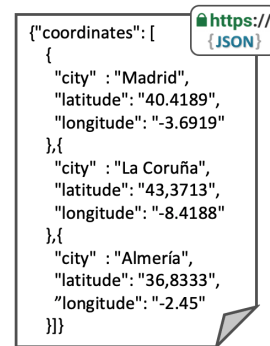 https://
{JSON}
{"coordinates": [
{
"city" : "Madrid",
"latitude": "40.4189",
"longitude": "-3.6919"
},{
"city" : "La Coruña",
"latitude": "43,3713",
"longitude": "-8.4188"
},{
"city" : "Almería",
"latitude": "36,8333",
”longitude": "-2.45"
}]}